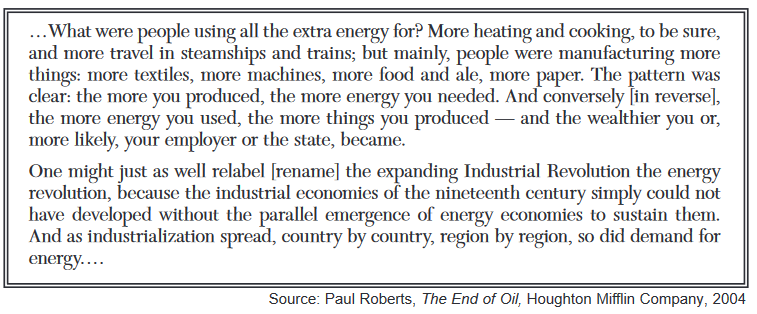 …What were people using all the extra energy for? More heating and cooking, to be sure,
and more travel in steamships and trains; but mainly, people were manufacturing more
things: more textiles, more machines, more food and ale, more paper. The pattern was
clear: the more you produced, the more energy you needed. And conversely [in reverse],
the more energy you used, the more things you produced — and the wealthier you or,
more likely, your employer or the state, became.
One might just as well relabel [rename] the expanding Industrial Revolution the energy
revolution, because the industrial economies of the nineteenth century simply could not
have developed without the parallel emergence of energy economies to sustain them.
And as industrialization spread, country by country, region by region, so did demand for
energy….
Source: Paul Roberts, The End of Oil, Houghton Mifflin Company, 2004